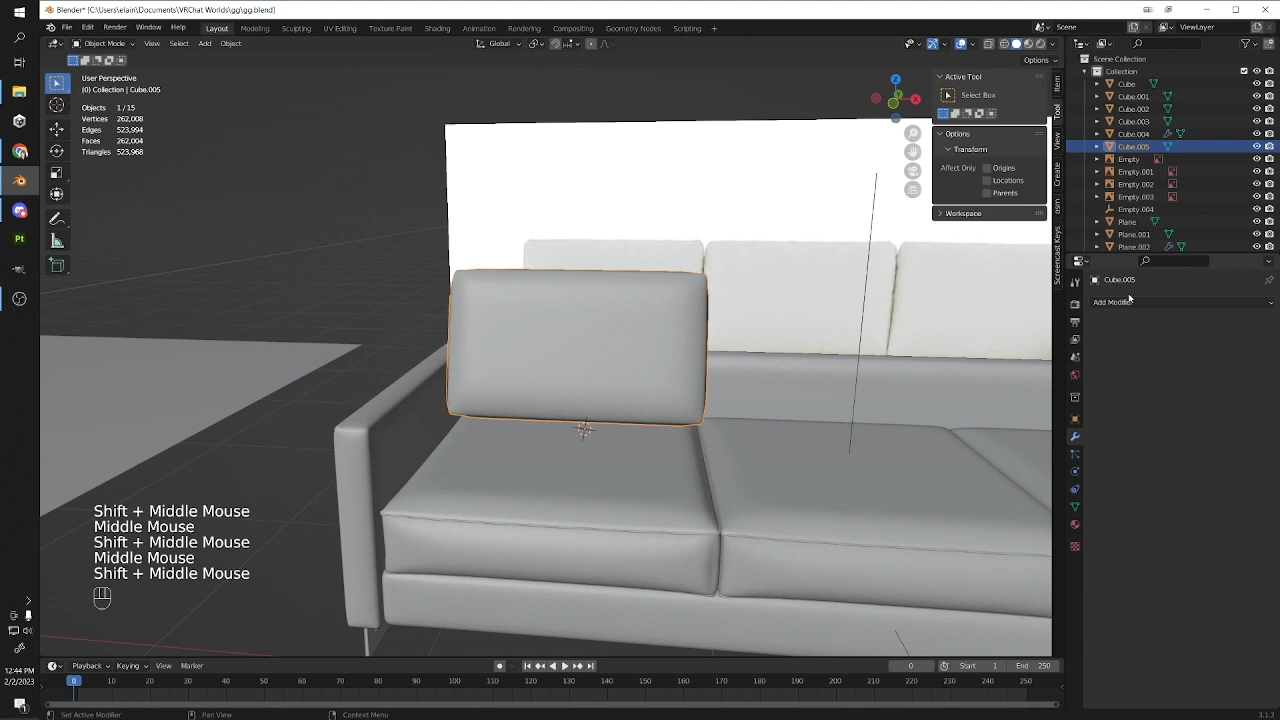 Blender* [C:\Users\elain\Documents\VRChat Worlds\gg\gg.blend]
File Edit Render Window Help Layout Modeling Sculpting UV Editing Texture Paint Shading Animation Rendering Compositing Geometry Nodes Scripting + Scene ViewLayer
Object Mode View Select Add Object Global
Options
User Perspective
(0) Collection | Cube.005
Objects 1/15
Vertices 262,008
Edges 523,994
Faces 262,004
Triangles 523,968
Z
Y
X
Active Tool
Select Box
Options
Transform
Affect Only Origins
Locations
Parents
Workspace
Item
Tool
View
Create
osm
Screencast Keys
Scene Collection
Collection
Cube
Cube.001
Cube.002
Cube.003
Cube.004
Cube.005
Empty
Empty.001
Empty.002
Empty.003
Empty.004
Plane
Plane.001
Plane.002
Cube.005
Add Modifier
Pt
Shift + Middle Mouse
Middle Mouse
Shift + Middle Mouse
Middle Mouse
Shift + Middle Mouse
12:44 PM
2/2/2023
Playback Keying View Marker 0 Start 1 End 250
0 10 20 30 40 50 60 70 80 90 100 110 120 130 140 150 160 170 180 190 200 210 220 230 240 250
Set Active Modifier Pan View Context Menu 3.1.2